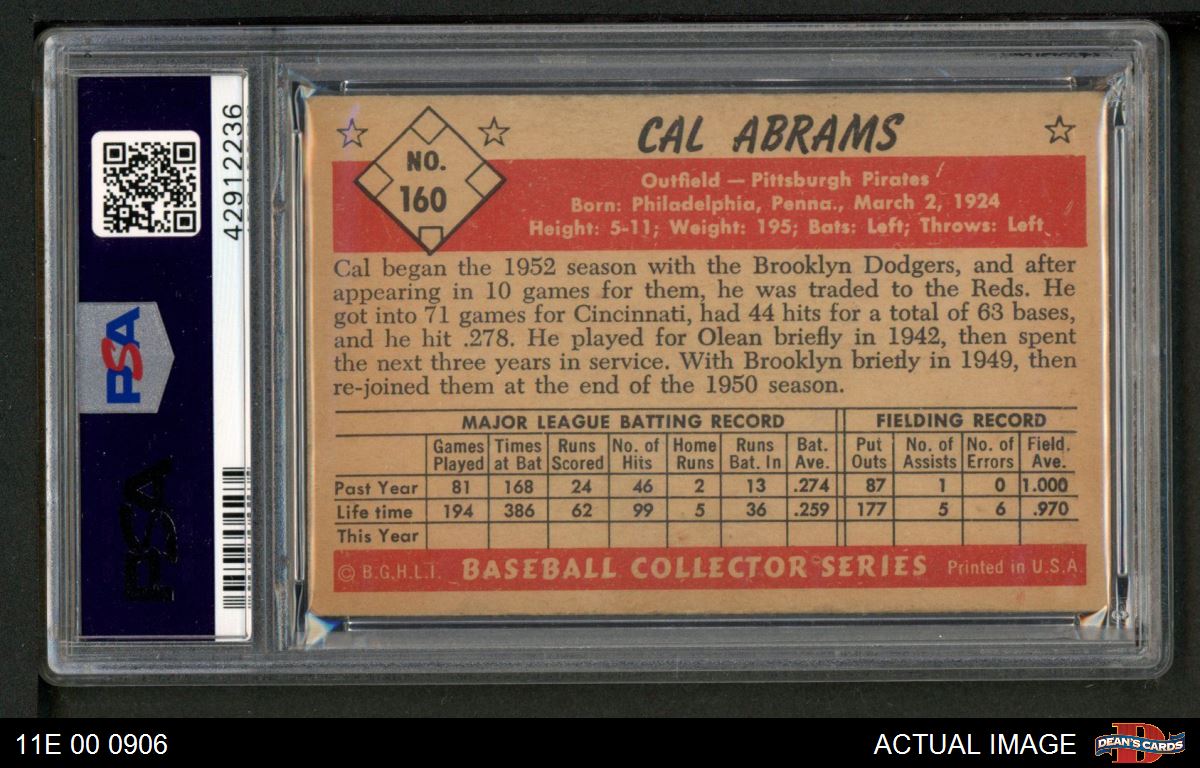 PSA
42912236
PSA
NO.
160
CAL ABRAMS
Outfield — Pittsburgh Pirates
Born: Philadelphia, Penna., March 2, 1924
Height: 5-11; Weight: 195; Bats: Left; Throws: Left
Cal began the 1952 season with the Brooklyn Dodgers, and after
appearing in 10 games for them, he was traded to the Reds. He
got into 71 games for Cincinnati, had 44 hits for a total of 63 bases,
and he hit .278. He played for Olean briefly in 1942, then spent
the next three years in service. With Brooklyn briefly in 1949, then
re-joined them at the end of the 1950 season.
MAJOR LEAGUE BATTING RECORD FIELDING RECORD
Games Times Runs No. of Home Runs Bat. Put No. of No. of Field.
Played at Bat Scored Hits Runs Bat. In Ave. Outs Assists Errors Ave.
Past Year 81 168 24 46 2 13 .274 87 1 0 1.000
Life time 194 386 62 99 5 36 .259 177 5 6 .970
This Year
© B.G.H.L.I. BASEBALL COLLECTOR SERIES Printed in U.S.A.
11E 00 0906
ACTUAL IMAGE
D
DEAN'S CARDS